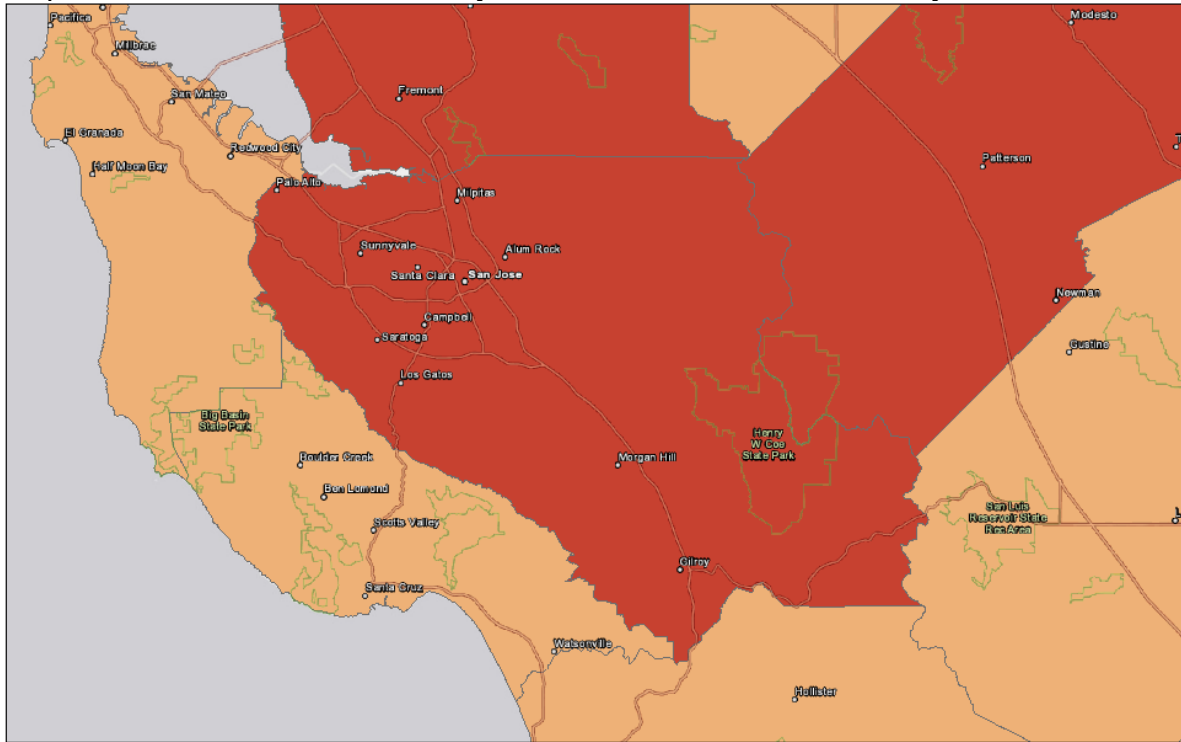 Pacifica
Modesto
Millbrae
Fremont
San Mateo
El Granada
Redwood City
Half Moon Bay
Patterson
Palo Alto
Milpitas
Sunnyvale
Alum Rock
Santa Clara
San Jose
Newman
Campbell
Saratoga
Gustine
Los Gatos
Big Basin
State Park
Henry
W Coe
State Park
Boulder Creek
Morgan Hill
Ben Lomond
San Luis
Reservoir State
Rec Area
Scotts Valley
Gilroy
Santa Cruz
Watsonville
Hollister